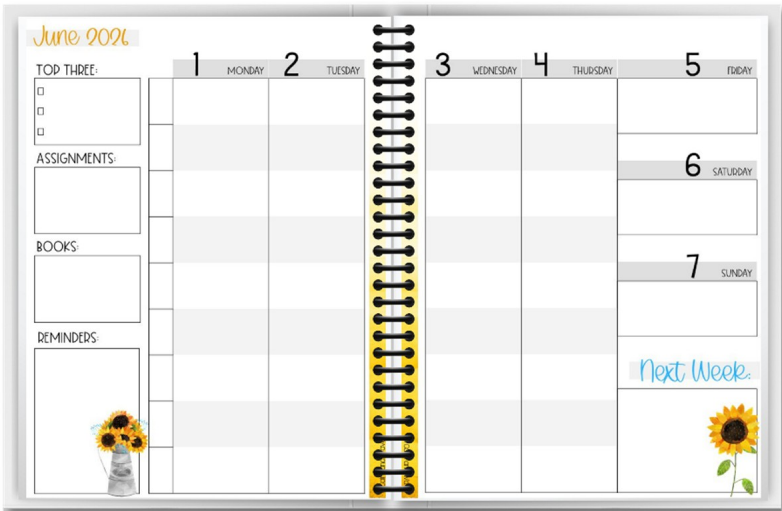 June 2026
TOP THREE:
ASSIGNMENTS:
BOOKS:
REMINDERS:
1 MONDAY
2 TUESDAY
3 WEDNESDAY
4 THURSDAY
5 FRIDAY
6 SATURDAY
7 SUNDAY
Next Week: